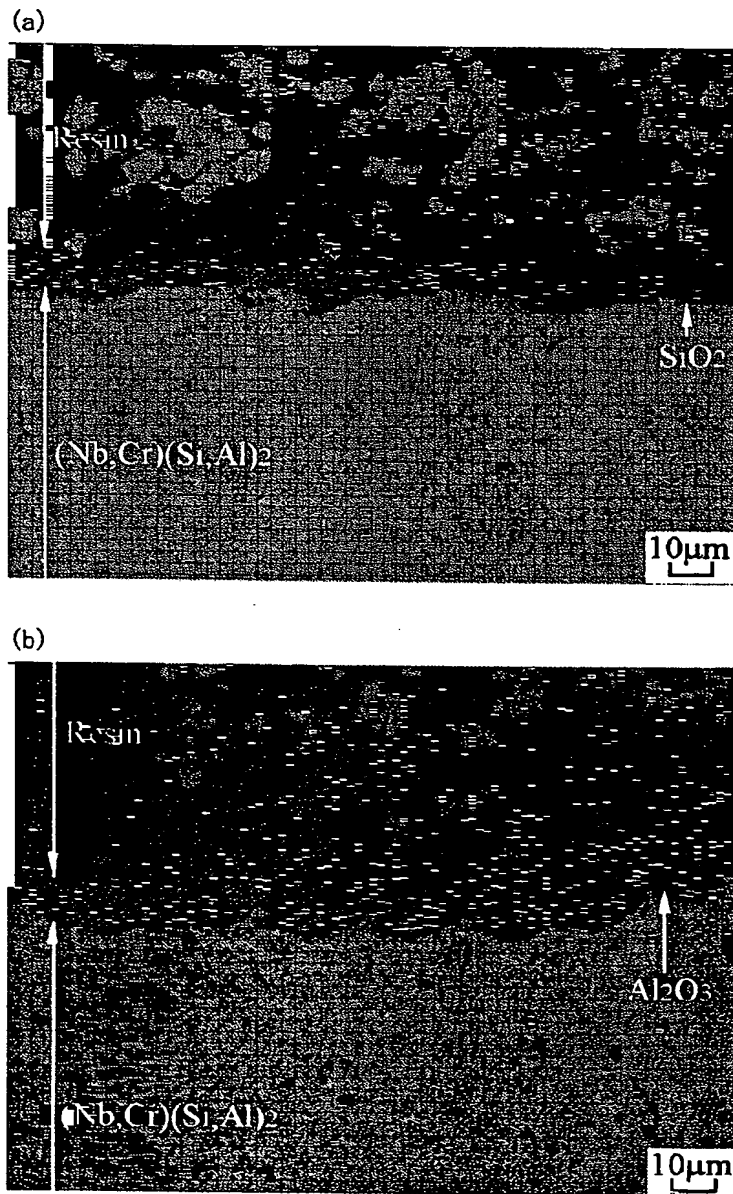 (a)
Resin
SiO2
(Nb,Cr)(Si,Al)2
10μm
(b)
Resin
Al2O3
(Nb,Cr)(Si,Al)2
10μm